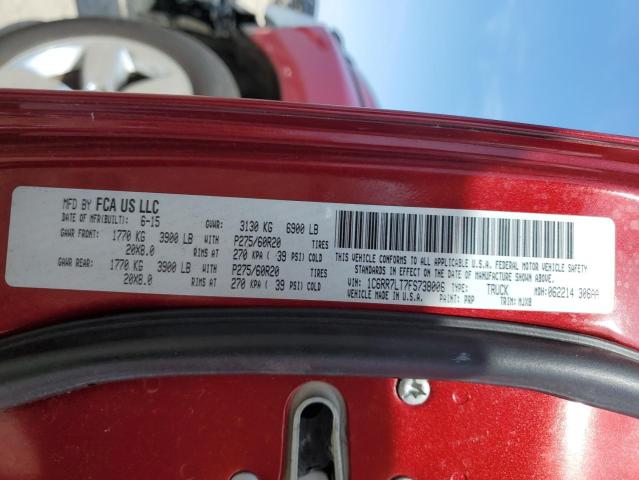 MFD BY FCA US LLC
DATE OF MFR(BUILT): 6-15 GVWR: 3130 KG 6900 LB
GAWR FRONT: 1770 KG 3900 LB WITH P275/60R20 TIRES
20X8.0 RIMS AT 270 KPA ( 39 PSI) COLD
GAWR REAR: 1770 KG 3900 LB WITH P275/60R20 TIRES
20X8.0 RIMS AT 270 KPA ( 39 PSI) COLD
THIS VEHICLE CONFORMS TO ALL APPLICABLE U.S.A. FEDERAL MOTOR VEHICLE SAFETY
STANDARDS IN EFFECT ON THE DATE OF MANUFACTURE SHOWN ABOVE.
VIN: 1C6RR7LT7FS738006 TYPE: TRUCK MDH: 062214 306AA
VEHICLE MADE IN U.S.A. PAINT: PRP TRIM: MJX8